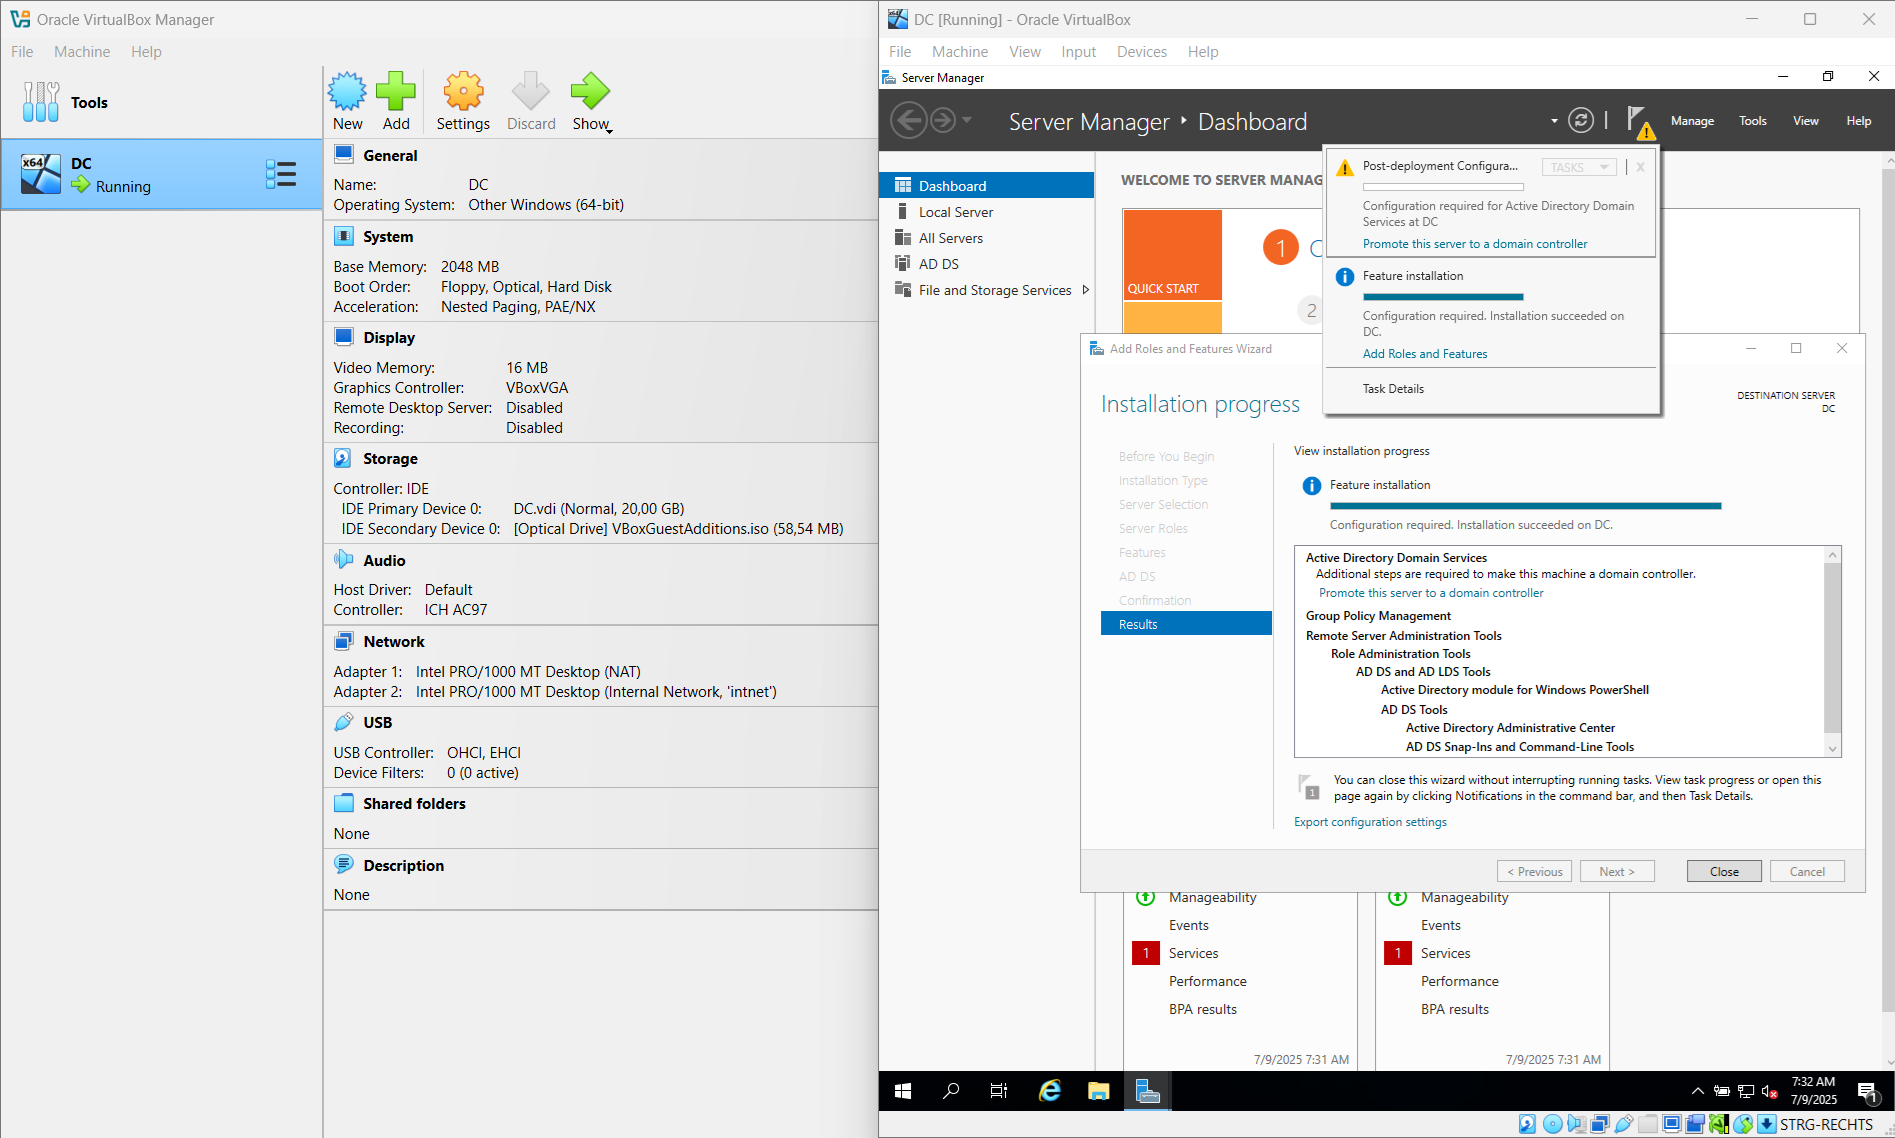 Oracle VirtualBox Manager
File Machine Help
Tools
x64 DC
Running
New Add Settings Discard Show
General
Name: DC
Operating System: Other Windows (64-bit)
System
Base Memory: 2048 MB
Boot Order: Floppy, Optical, Hard Disk
Acceleration: Nested Paging, PAE/NX
Display
Video Memory: 16 MB
Graphics Controller: VBoxVGA
Remote Desktop Server: Disabled
Recording: Disabled
Storage
Controller: IDE
IDE Primary Device 0: DC.vdi (Normal, 20,00 GB)
IDE Secondary Device 0: [Optical Drive] VBoxGuestAdditions.iso (58,54 MB)
Audio
Host Driver: Default
Controller: ICH AC97
Network
Adapter 1: Intel PRO/1000 MT Desktop (NAT)
Adapter 2: Intel PRO/1000 MT Desktop (Internal Network, 'intnet')
USB
USB Controller: OHCI, EHCI
Device Filters: 0 (0 active)
Shared folders
None
Description
None
DC [Running] - Oracle VirtualBox
File Machine View Input Devices Help
Server Manager
Server Manager Dashboard
Manage Tools View Help
Dashboard
Local Server
All Servers
AD DS
File and Storage Services
WELCOME TO SERVER MANAG
QUICK START
1 C
2
Post-deployment Configura...
TASKS X
Configuration required for Active Directory Domain
Services at DC
Promote this server to a domain controller
Feature installation
Configuration required. Installation succeeded on
DC.
Add Roles and Features
Task Details
Add Roles and Features Wizard
Installation progress
DESTINATION SERVER
DC
Before You Begin
Installation Type
Server Selection
Server Roles
Features
AD DS
Confirmation
Results
View installation progress
Feature installation
Configuration required. Installation succeeded on DC.
Active Directory Domain Services
Additional steps are required to make this machine a domain controller.
Promote this server to a domain controller
Group Policy Management
Remote Server Administration Tools
Role Administration Tools
AD DS and AD LDS Tools
Active Directory module for Windows PowerShell
AD DS Tools
Active Directory Administrative Center
AD DS Snap-Ins and Command-Line Tools
1 You can close this wizard without interrupting running tasks. View task progress or open this
page again by clicking Notifications in the command bar, and then Task Details.
Export configuration settings
< Previous Next > Close Cancel
Manageability
Events
1 Services
Performance
BPA results
7/9/2025 7:31 AM
Manageability
Events
1 Services
Performance
BPA results
7/9/2025 7:31 AM
7:32 AM
7/9/2025
1
STRG-RECHTS